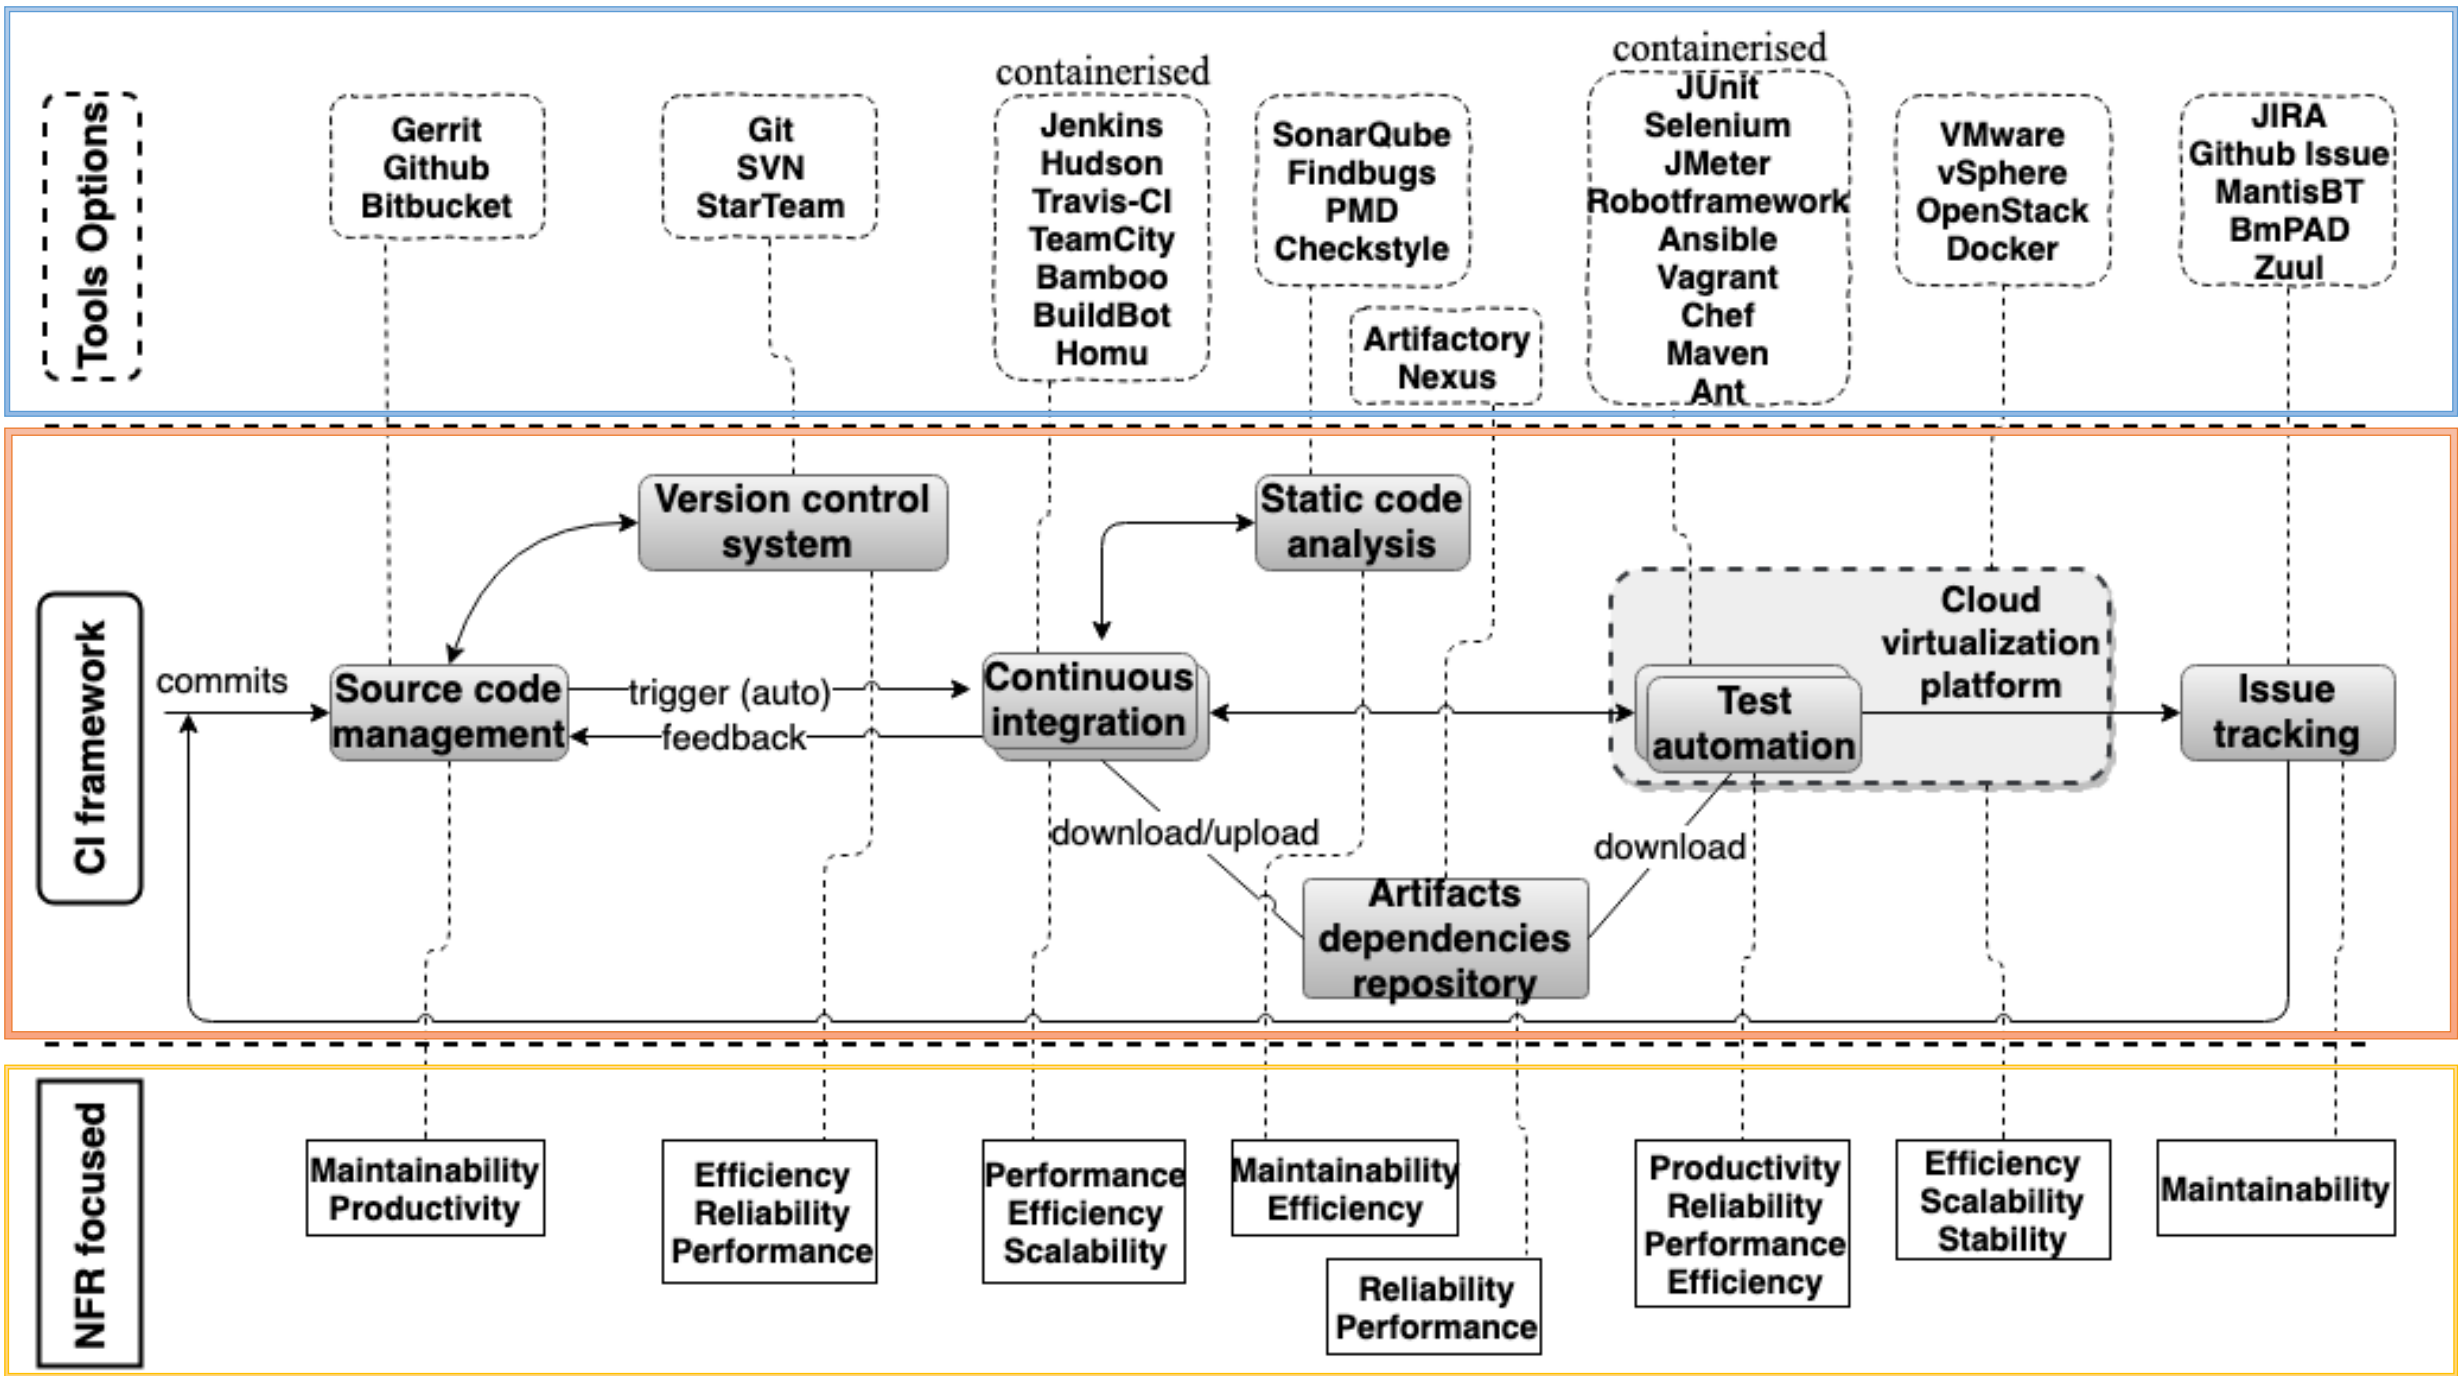 Tools Options
Gerrit
Github
Bitbucket
Git
SVN
StarTeam
containerised
Jenkins
Hudson
Travis-CI
TeamCity
Bamboo
BuildBot
Homu
SonarQube
Findbugs
PMD
Checkstyle
Artifactory
Nexus
containerised
JUnit
Selenium
JMeter
Robotframework
Ansible
Vagrant
Chef
Maven
Ant
VMware
vSphere
OpenStack
Docker
JIRA
Github Issue
MantisBT
BmPAD
Zuul
CI framework
commits
Source code
management
Version control
system
trigger (auto)
feedback
Continuous
integration
Static code
analysis
download/upload
Artifacts
dependencies
repository
download
Test
automation
Cloud
virtualization
platform
Issue
tracking
NFR focused
Maintainability
Productivity
Efficiency
Reliability
Performance
Performance
Efficiency
Scalability
Maintainability
Efficiency
Reliability
Performance
Productivity
Reliability
Performance
Efficiency
Efficiency
Scalability
Stability
Maintainability